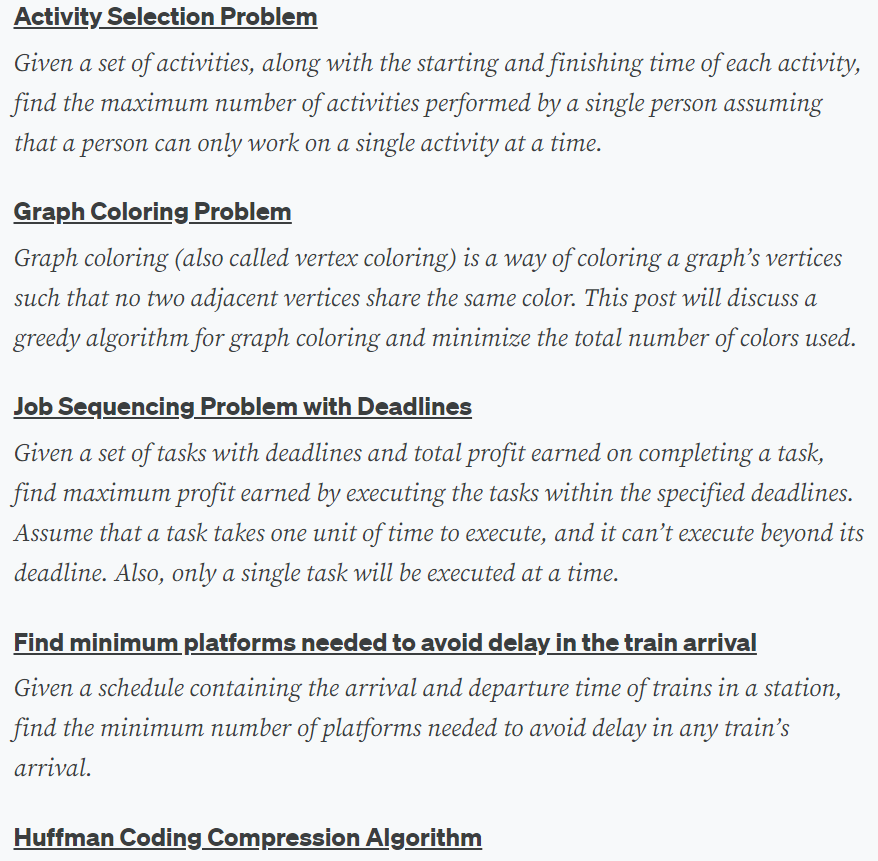 Activity Selection Problem
Given a set of activities, along with the starting and finishing time of each activity,
find the maximum number of activities performed by a single person assuming
that a person can only work on a single activity at a time.
Graph Coloring Problem
Graph coloring (also called vertex coloring) is a way of coloring a graph’s vertices
such that no two adjacent vertices share the same color. This post will discuss a
greedy algorithm for graph coloring and minimize the total number of colors used.
Job Sequencing Problem with Deadlines
Given a set of tasks with deadlines and total profit earned on completing a task,
find maximum profit earned by executing the tasks within the specified deadlines.
Assume that a task takes one unit of time to execute, and it can’t execute beyond its
deadline. Also, only a single task will be executed at a time.
Find minimum platforms needed to avoid delay in the train arrival
Given a schedule containing the arrival and departure time of trains in a station,
find the minimum number of platforms needed to avoid delay in any train’s
arrival.
Huffman Coding Compression Algorithm